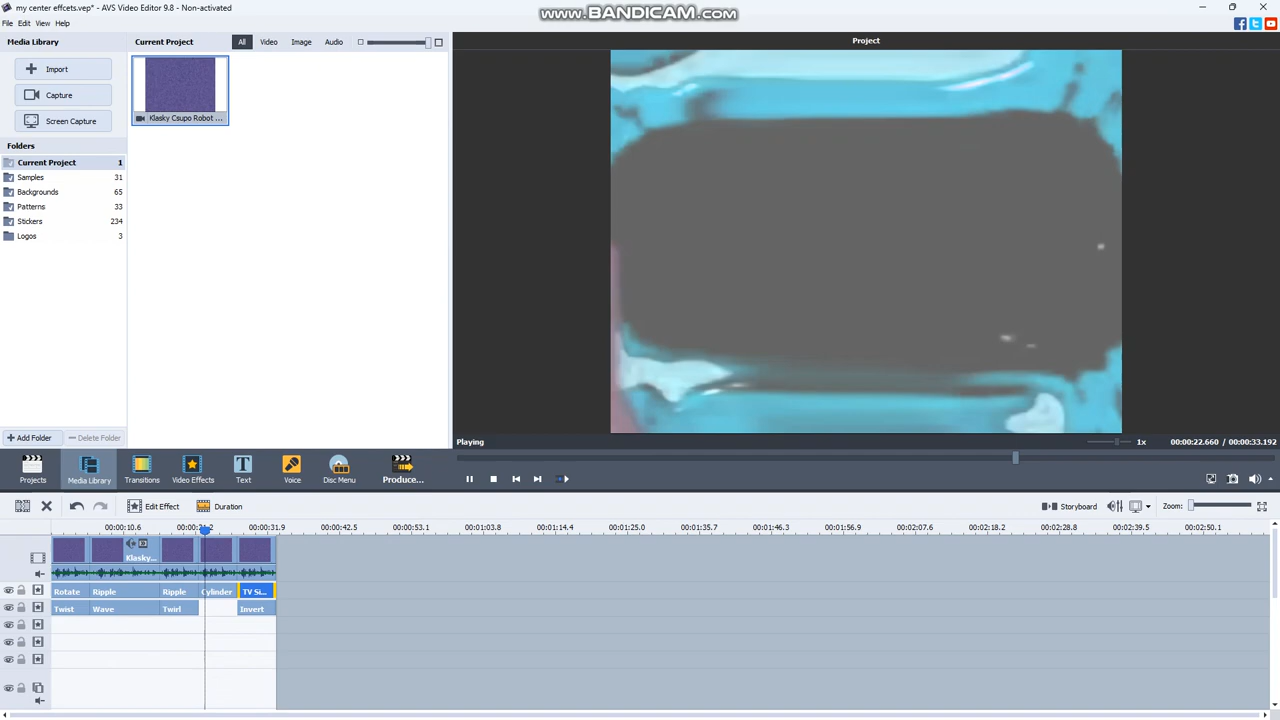 my center effcets.vep* - AVS Video Editor 9.8 - Non-activated
www.BANDICAM.com
File Edit View Help
Media Library
Current Project
All Video Image Audio
Project
Import
Capture
Screen Capture
Klasky Csupo Robot ...
Folders
Current Project 1
Samples 31
Backgrounds 65
Patterns 33
Stickers 234
Logos 3
Add Folder
Delete Folder
Playing
1x
00:00:22.660 / 00:00:33.192
Projects
Media Library
Transitions
Video Effects
Text
Voice
Disc Menu
Produce...
Edit Effect
Duration
Storyboard
Zoom:
00:00:10.6 00:00:21.2 00:00:31.9 00:00:42.5 00:00:53.1 00:01:03.8 00:01:14.4 00:01:25.0 00:01:35.7 00:01:46.3 00:01:56.9 00:02:07.6 00:02:18.2 00:02:28.8 00:02:39.5 00:02:50.1
Klasky...
Rotate Ripple Ripple Cylinder TV Si...
Twist Wave Twirl Invert